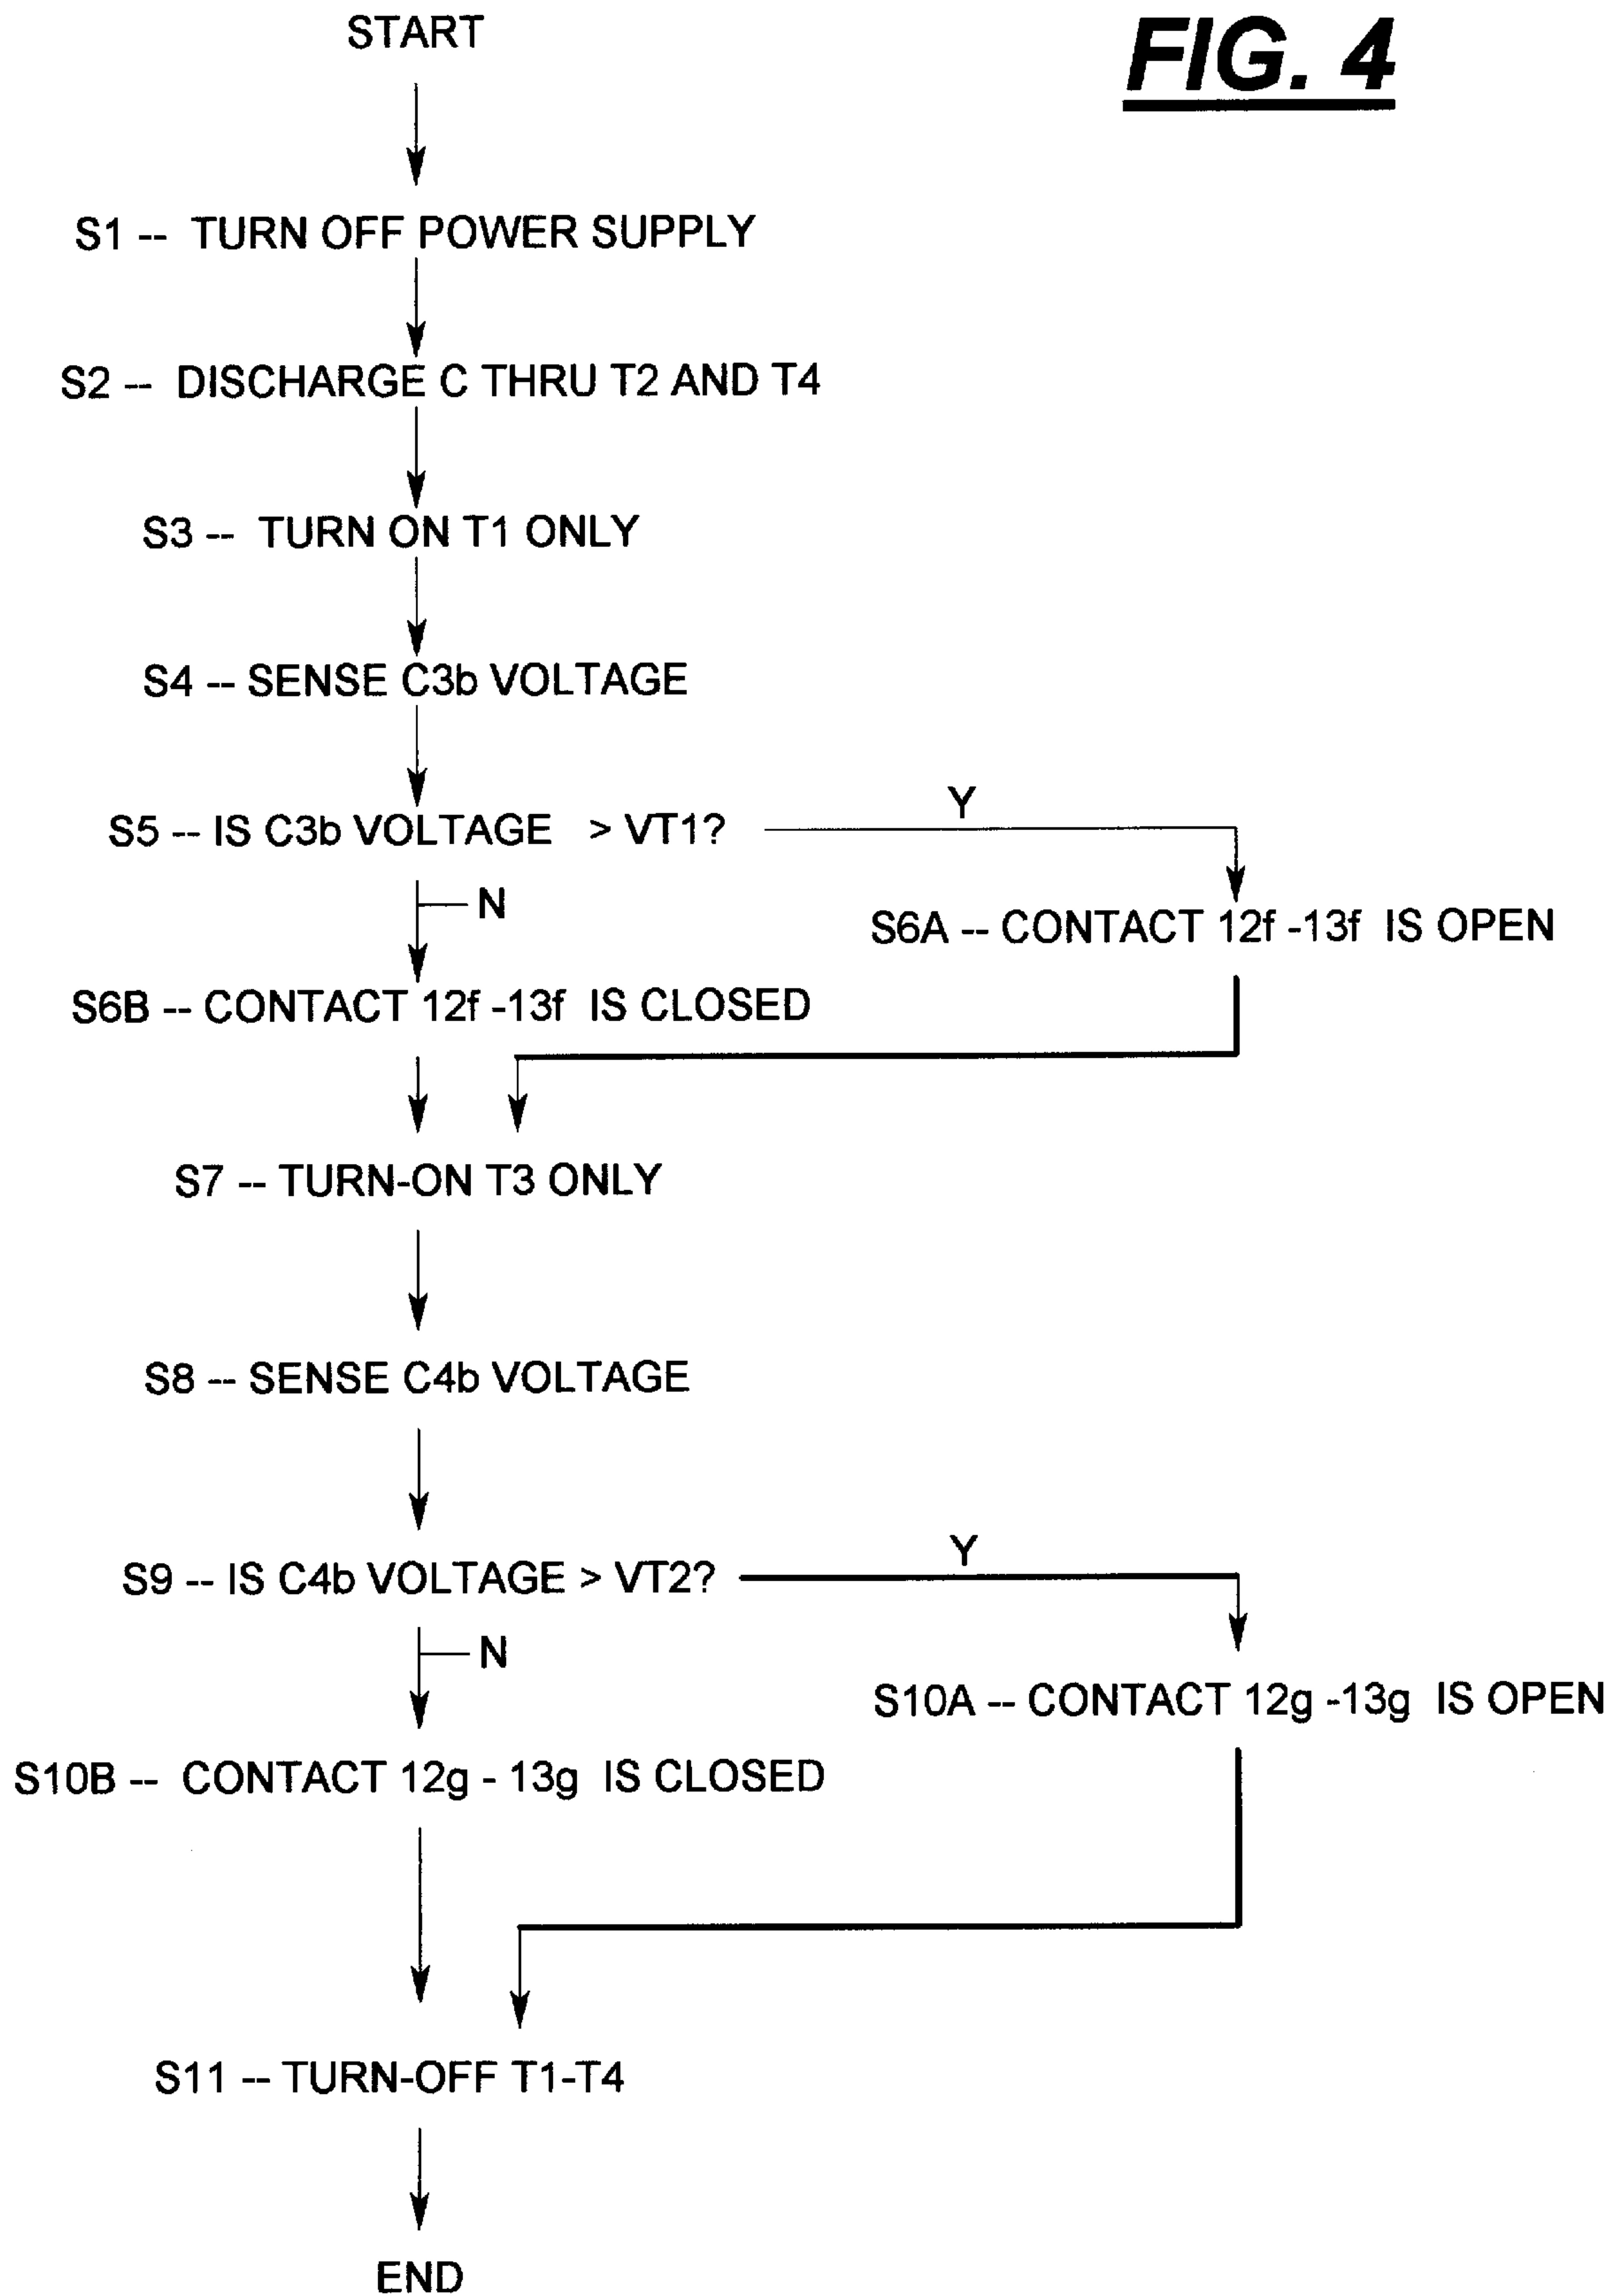 START
FIG. 4
S1 -- TURN OFF POWER SUPPLY
S2 -- DISCHARGE C THRU T2 AND T4
S3 -- TURN ON T1 ONLY
S4 -- SENSE C3b VOLTAGE
S5 -- IS C3b VOLTAGE > VT1?
Y
N
S6A -- CONTACT 12f -13f IS OPEN
S6B -- CONTACT 12f -13f IS CLOSED
S7 -- TURN-ON T3 ONLY
S8 -- SENSE C4b VOLTAGE
S9 -- IS C4b VOLTAGE > VT2?
Y
N
S10A -- CONTACT 12g -13g IS OPEN
S10B -- CONTACT 12g - 13g IS CLOSED
S11 -- TURN-OFF T1-T4
END